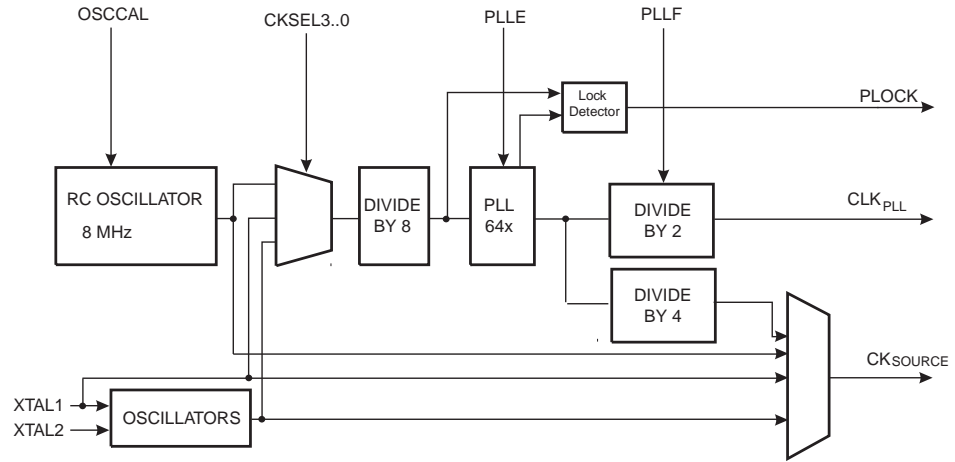 OSCCAL
CKSEL3..0
PLLE
PLLF
Lock
Detector
PLOCK
RC OSCILLATOR
8 MHz
DIVIDE
BY 8
PLL
64x
DIVIDE
BY 2
CLKPLL
DIVIDE
BY 4
CKSOURCE
XTAL1
XTAL2
OSCILLATORS